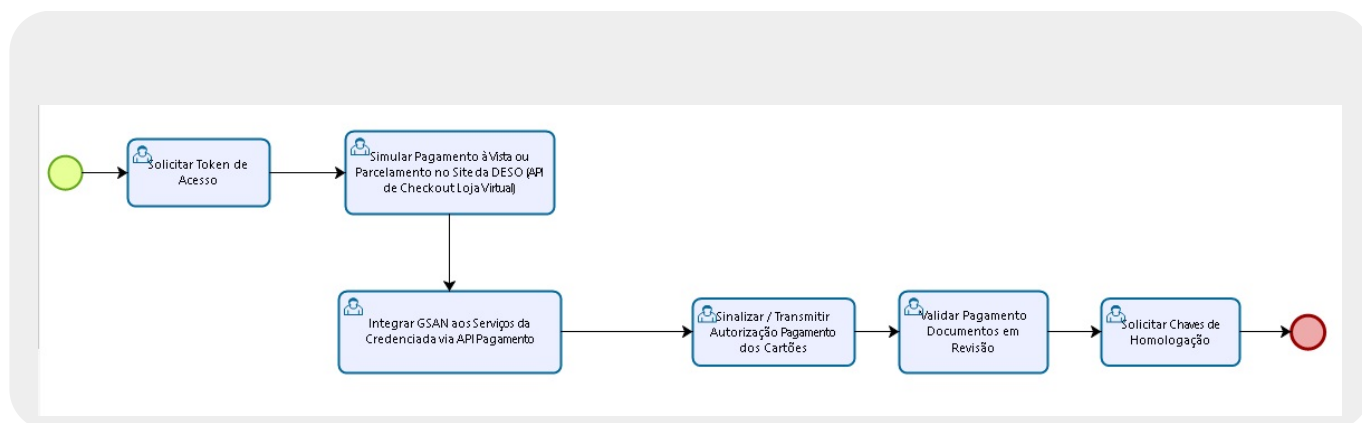 Solicitar Token de
Acesso
Simular Pagamento à Vista ou
Parcelamento no Site da DESO (API
de Checkout Loja Virtual)
Integrar GSAN aos Serviços da
Credenciada via API Pagamento
Sinalizar / Transmitir
Autorização Pagamento
dos Cartões
Validar Pagamento
Documentos em
Revisão
Solicitar Chaves de
Homologação